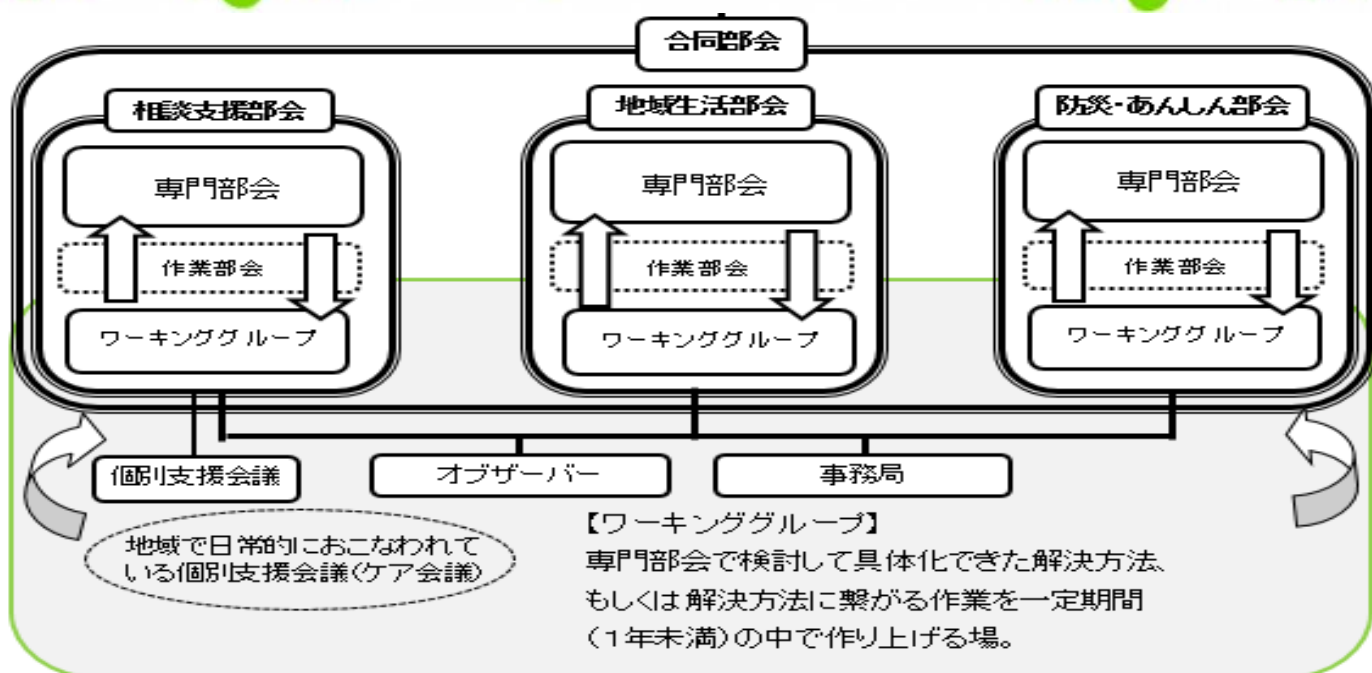 合同部会
相談支援部会
地域生活部会
防災・あんしん部会
専門部会
専門部会
専門部会
作業部会
作業部会
作業部会
ワーキンググループ
ワーキンググループ
ワーキンググループ
個別支援会議
オブザーバー
事務局
地域で日常的におこなわれて
いる個別支援会議(ケア会議)
【ワーキンググループ】
専門部会で検討して具体化できた解決方法、
もしくは解決方法に繋がる作業を一定期間
(1年未満)の中で作り上げる場。